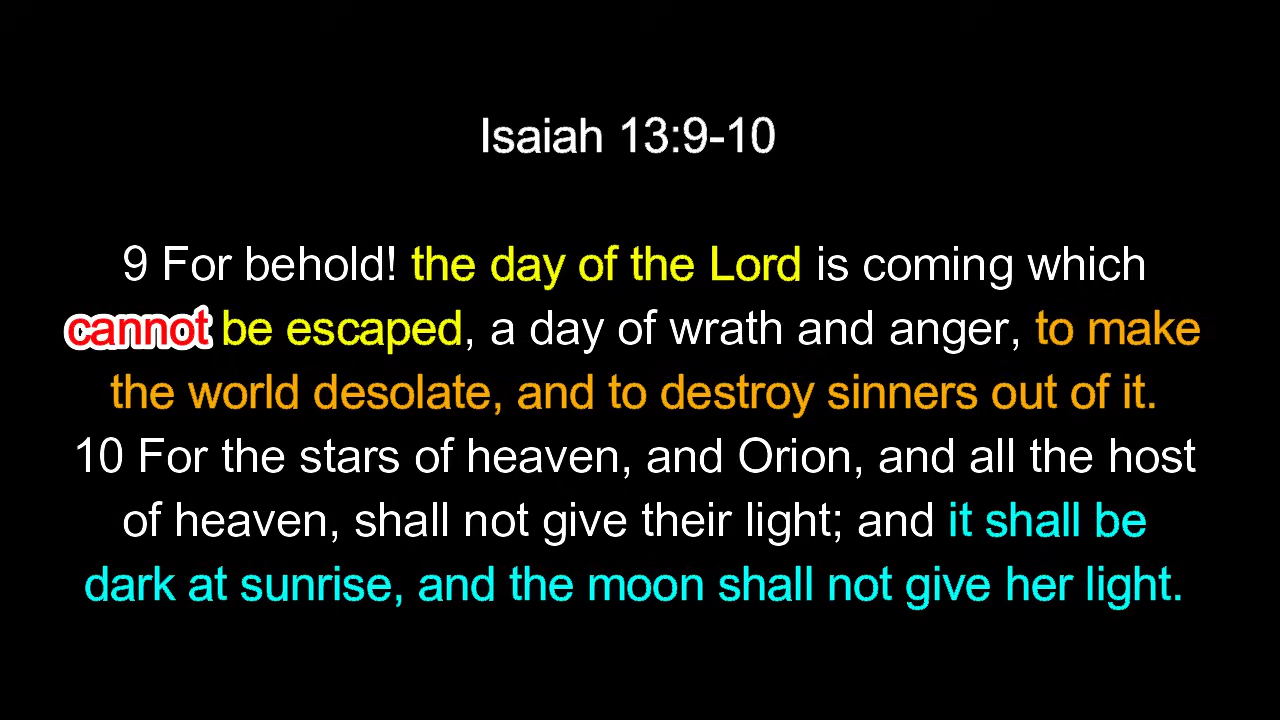 Isaiah 13:9-10
9 For behold! the day of the Lord is coming which
cannot be escaped, a day of wrath and anger, to make
the world desolate, and to destroy sinners out of it.
10 For the stars of heaven, and Orion, and all the host
of heaven, shall not give their light; and it shall be
dark at sunrise, and the moon shall not give her light.